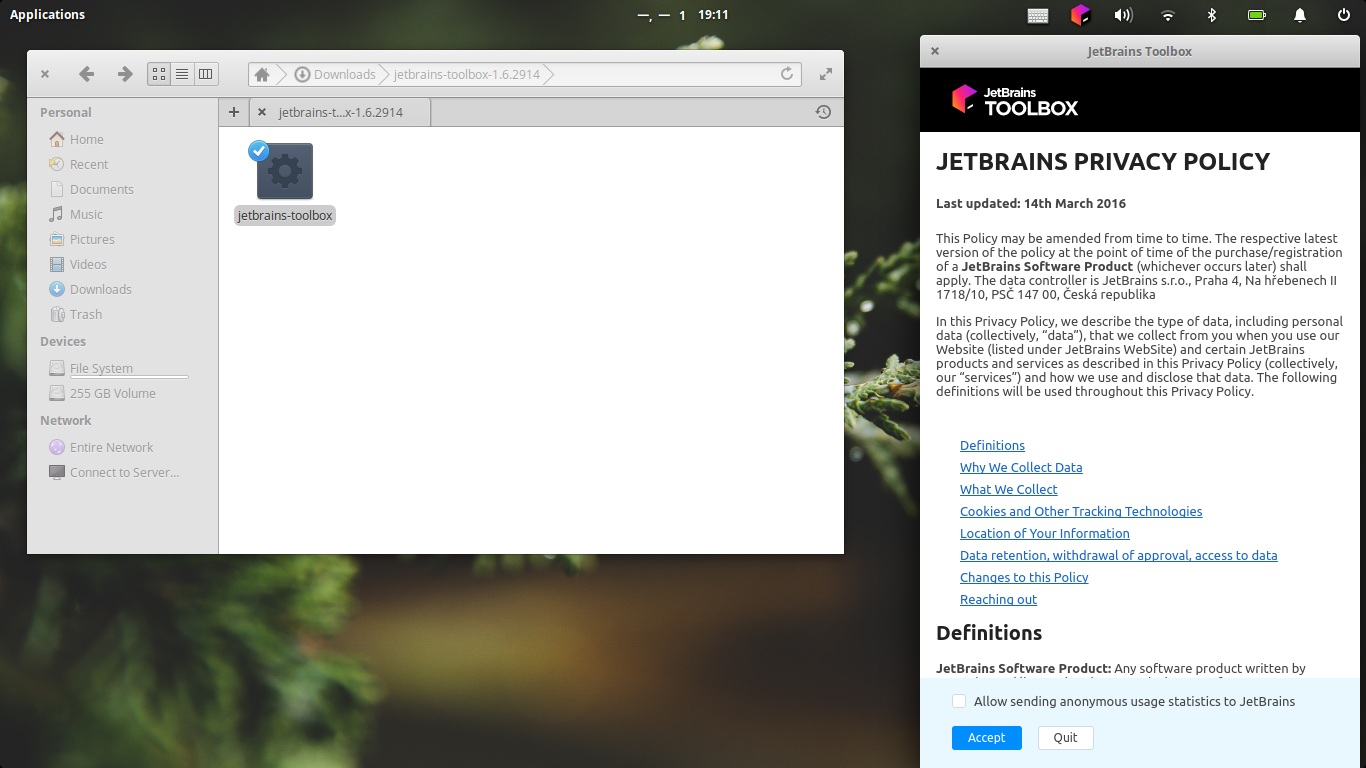 Applications
—, — 1 19:11
Downloads
jetbrains-toolbox-1.6.2914
jetbrains-t...x-1.6.2914
Personal
Home
Recent
Documents
Music
Pictures
Videos
Downloads
Trash
Devices
File System
255 GB Volume
Network
Entire Network
Connect to Server...
jetbrains-toolbox
JetBrains Toolbox
JetBrains
TOOLBOX
JETBRAINS PRIVACY POLICY
Last updated: 14th March 2016
This Policy may be amended from time to time. The respective latest
version of the policy at the point of time of the purchase/registration
of a JetBrains Software Product (whichever occurs later) shall
apply. The data controller is JetBrains s.r.o., Praha 4, Na hřebenech II
1718/10, PSČ 147 00, Česká republika
In this Privacy Policy, we describe the type of data, including personal
data (collectively, “data”), that we collect from you when you use our
Website (listed under JetBrains WebSite) and certain JetBrains
products and services as described in this Privacy Policy (collectively,
our “services”) and how we use and disclose that data. The following
definitions will be used throughout this Privacy Policy.
Definitions
Why We Collect Data
What We Collect
Cookies and Other Tracking Technologies
Location of Your Information
Data retention, withdrawal of approval, access to data
Changes to this Policy
Reaching out
Definitions
JetBrains Software Product: Any software product written by
Allow sending anonymous usage statistics to JetBrains
Accept
Quit